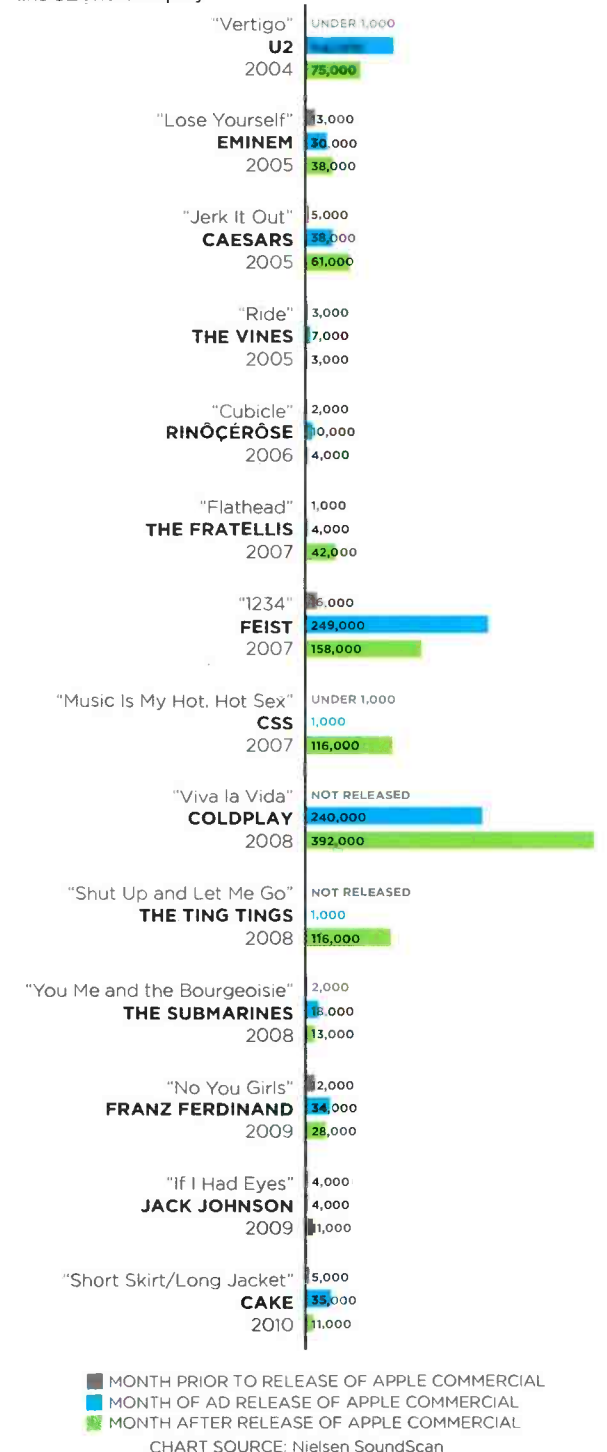 "Vertigo" UNDER 1,000
U2
2004 75,000
"Lose Yourself" 13,000
EMINEM 30,000
2005 38,000
"Jerk It Out" 5,000
CAESARS 38,000
2005 61,000
"Ride" 3,000
THE VINES 7,000
2005 3,000
"Cubicle" 2,000
RINÔÇÉRÔSE 10,000
2006 4,000
"Flathead" 1,000
THE FRATELLIS 4,000
2007 42,000
"1234" 16,000
FEIST 249,000
2007 158,000
"Music Is My Hot, Hot Sex" UNDER 1,000
CSS 1,000
2007 116,000
"Viva la Vida" NOT RELEASED
COLDPLAY 240,000
2008 392,000
"Shut Up and Let Me Go" NOT RELEASED
THE TING TINGS 1,000
2008 116,000
"You Me and the Bourgeoisie" 2,000
THE SUBMARINES 18,000
2008 13,000
"No You Girls" 12,000
FRANZ FERDINAND 34,000
2009 28,000
"If I Had Eyes" 4,000
JACK JOHNSON 4,000
2009 11,000
"Short Skirt/Long Jacket" 5,000
CAKE 35,000
2010 11,000
MONTH PRIOR TO RELEASE OF APPLE COMMERCIAL
MONTH OF AD RELEASE OF APPLE COMMERCIAL
MONTH AFTER RELEASE OF APPLE COMMERCIAL
CHART SOURCE: Nielsen SoundScan